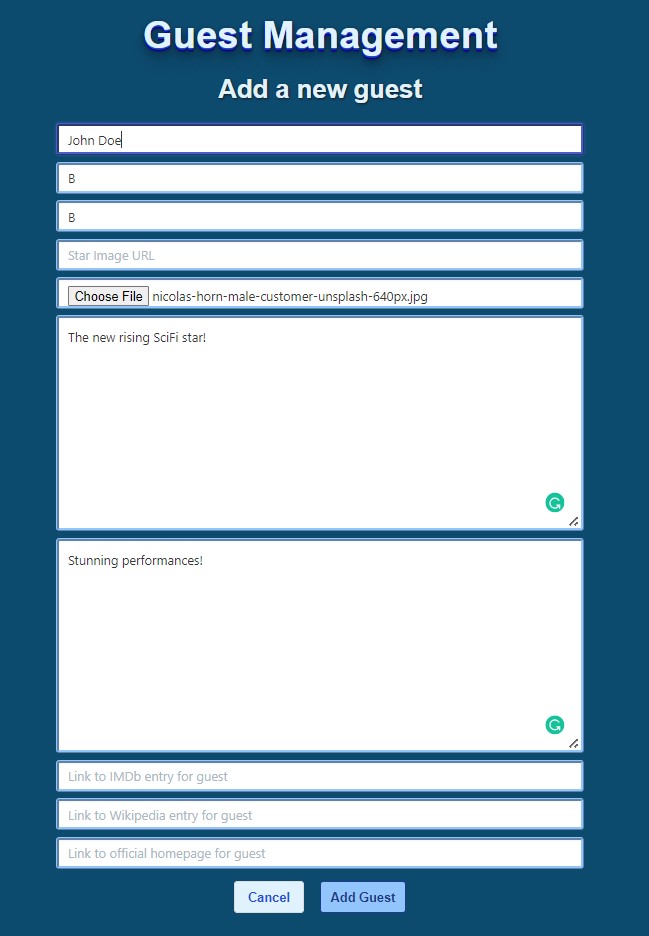 Guest Management
Add a new guest
John Doe
B
B
Star Image URL
Choose File nicolas-horn-male-customer-unsplash-640px.jpg
The new rising SciFi star!
Stunning performances!
Link to IMDb entry for guest
Link to Wikipedia entry for guest
Link to official homepage for guest
Cancel Add Guest